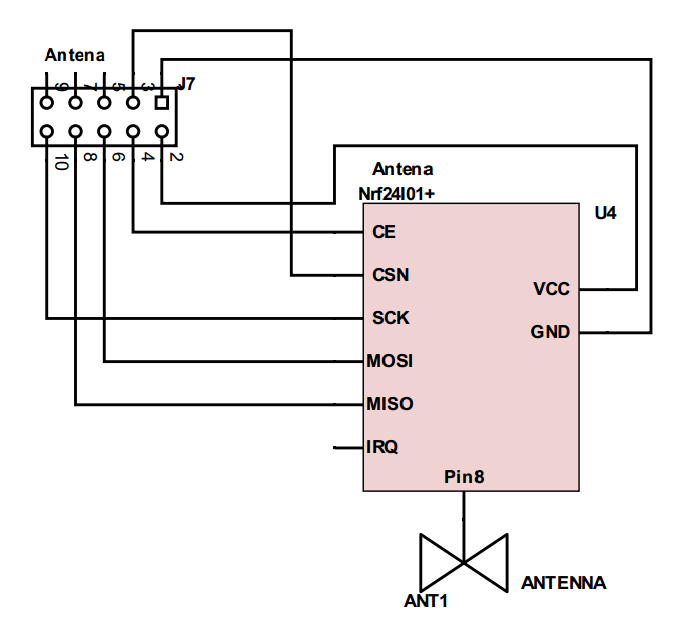 Antena
J7
9 7 5 3 1
10 8 6 4 2
Antena
Nrf24l01+
U4
CE
CSN
SCK
MOSI
MISO
IRQ
VCC
GND
Pin8
ANT1
ANTENNA